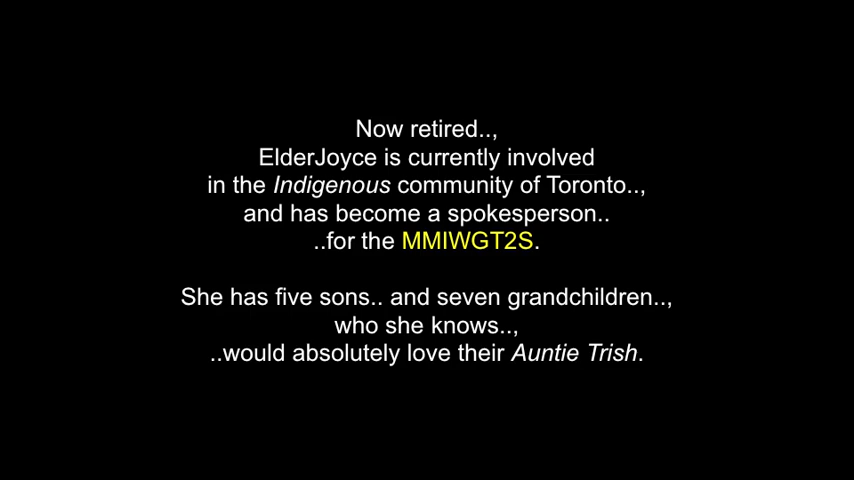 Now retired..,
ElderJoyce is currently involved
in the Indigenous community of Toronto..,
and has become a spokesperson..
..for the MMIWGT2S.
She has five sons.. and seven grandchildren..,
who she knows..,
..would absolutely love their Auntie Trish.